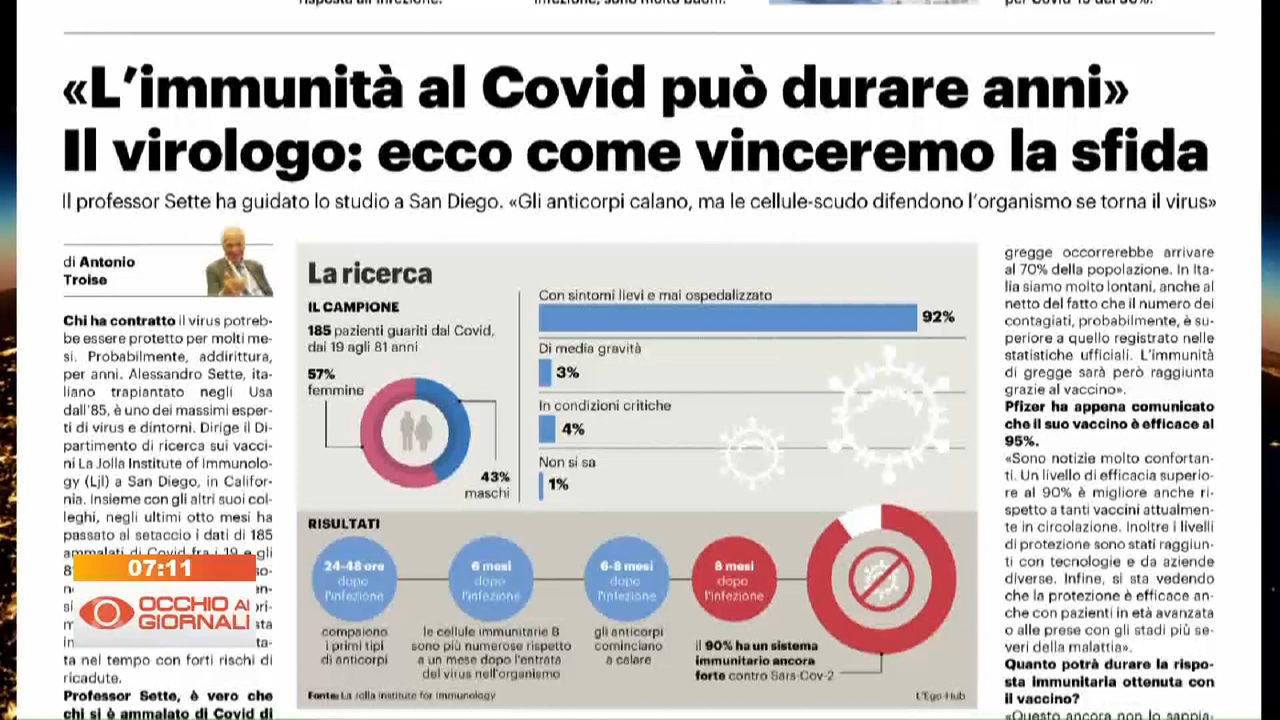 «L'immunità al Covid può durare anni»
Il virologo: ecco come vinceremo la sfida
Il professor Sette ha guidato lo studio a San Diego. «Gli anticorpi calano, ma le cellule-scudo difendono l'organismo se torna il virus»
di Antonio
Troise
Chi ha contratto il virus potreb-
be essere protetto per molti me-
si. Probabilmente, addirittura,
per anni. Alessandro Sette, ita-
liano trapiantato negli Usa
dall'85, è uno dei massimi esper-
ti di virus e dintorni. Dirige il Di-
partimento di ricerca sui vacci-
ni La Jolla Institute of Immunolo-
gy (Ljl) a San Diego, in Califor-
nia. Insieme con gli altri suoi col-
leghi, negli ultimi otto mesi ha
passato al setaccio i dati di 185
ammalati di Covid fra i 19 e gli
07:11
OCCHIO AI
GIORNALI
ta nel tempo con forti rischi di
ricadute.
Professor Sette, è vero che
chi si è ammalato di Covid di
La ricerca
IL CAMPIONE
185 pazienti guariti dal Covid,
dai 19 agli 81 anni
57%
femmine
43%
maschi
Con sintomi lievi e mai ospedalizzato
92%
Di media gravità
3%
In condizioni critiche
4%
Non si sa
1%
RISULTATI
24-48 ore
dopo
l'infezione
compaiono
i primi tipi
di anticorpi
6 mesi
dopo
l'infezione
le cellule immunitarie B
sono più numerose rispetto
a un mese dopo l'entrata
del virus nell'organismo
6-8 mesi
dopo
l'infezione
gli anticorpi
cominciano
a calare
8 mesi
dopo
l'infezione
il 90% ha un sistema
immunitario ancora
forte contro Sars-Cov-2
Fonte: La Jolla Institute for Immunology
L'Ego-Hub
gregge occorrerebbe arrivare
al 70% della popolazione. In Ita-
lia siamo molto lontani, anche al
netto del fatto che il numero dei
contagiati, probabilmente, è su-
periore a quello registrato nelle
statistiche ufficiali. L'immunità
di gregge sarà però raggiunta
grazie al vaccino».
Pfizer ha appena comunicato
che il suo vaccino è efficace al
95%.
«Sono notizie molto confortan-
ti. Un livello di efficacia superio-
re al 90% è migliore anche ri-
spetto a tanti vaccini attualmen-
te in circolazione. Inoltre i livelli
di protezione sono stati raggiun-
ti con tecnologie e da aziende
diverse. Infine, si sta vedendo
che la protezione è efficace an-
che con pazienti in età avanzata
o alle prese con gli stadi più se-
veri della malattia».
Quanto potrà durare la rispo-
sta immunitaria ottenuta con
il vaccino?
«Questo ancora non lo sappia-